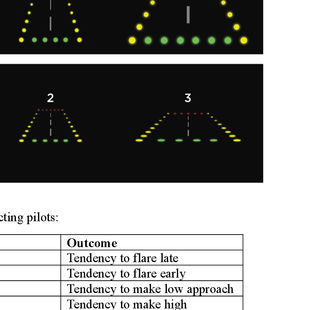 2 3
cting pilots:
Outcome
Tendency to flare late
Tendency to flare early
Tendency to make low approach
Tendency to make high